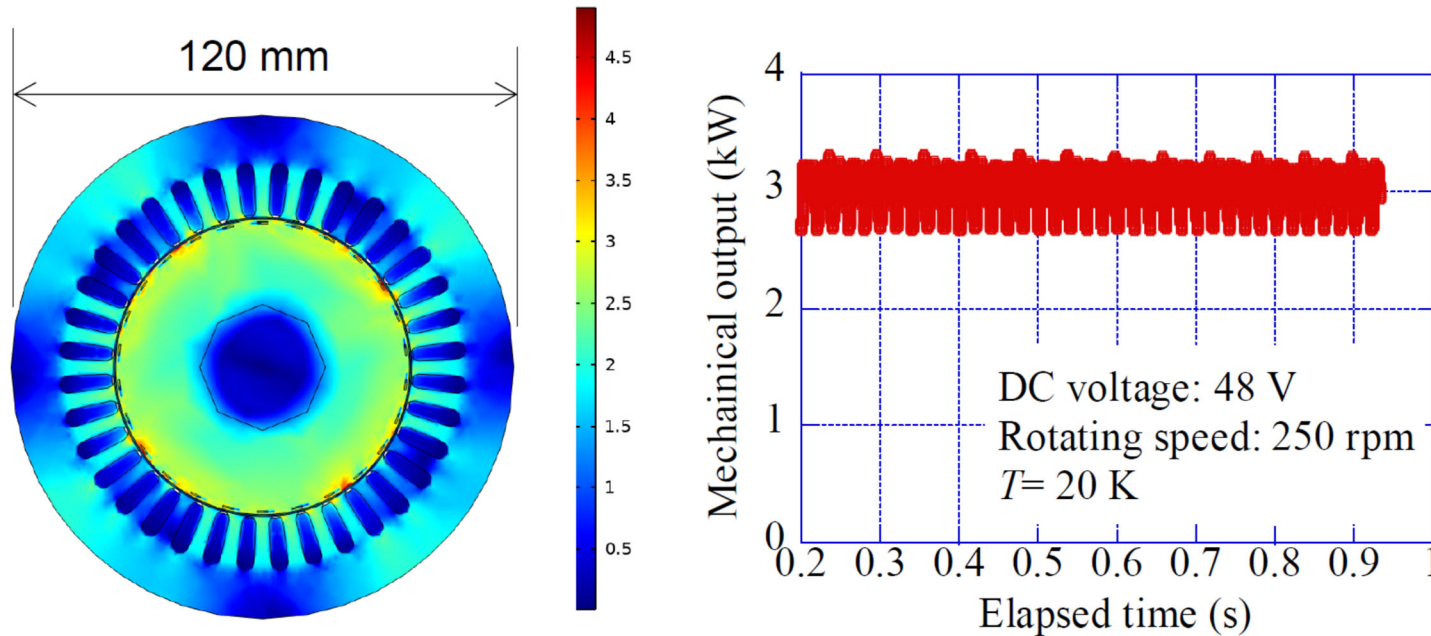 120 mm
4.5
4
3.5
3
2.5
2
1.5
1
0.5
Mechainical output (kW)
4
3
2
1
0
DC voltage: 48 V
Rotating speed: 250 rpm
T= 20 K
0.2 0.3 0.4 0.5 0.6 0.7 0.8 0.9 1
Elapsed time (s)